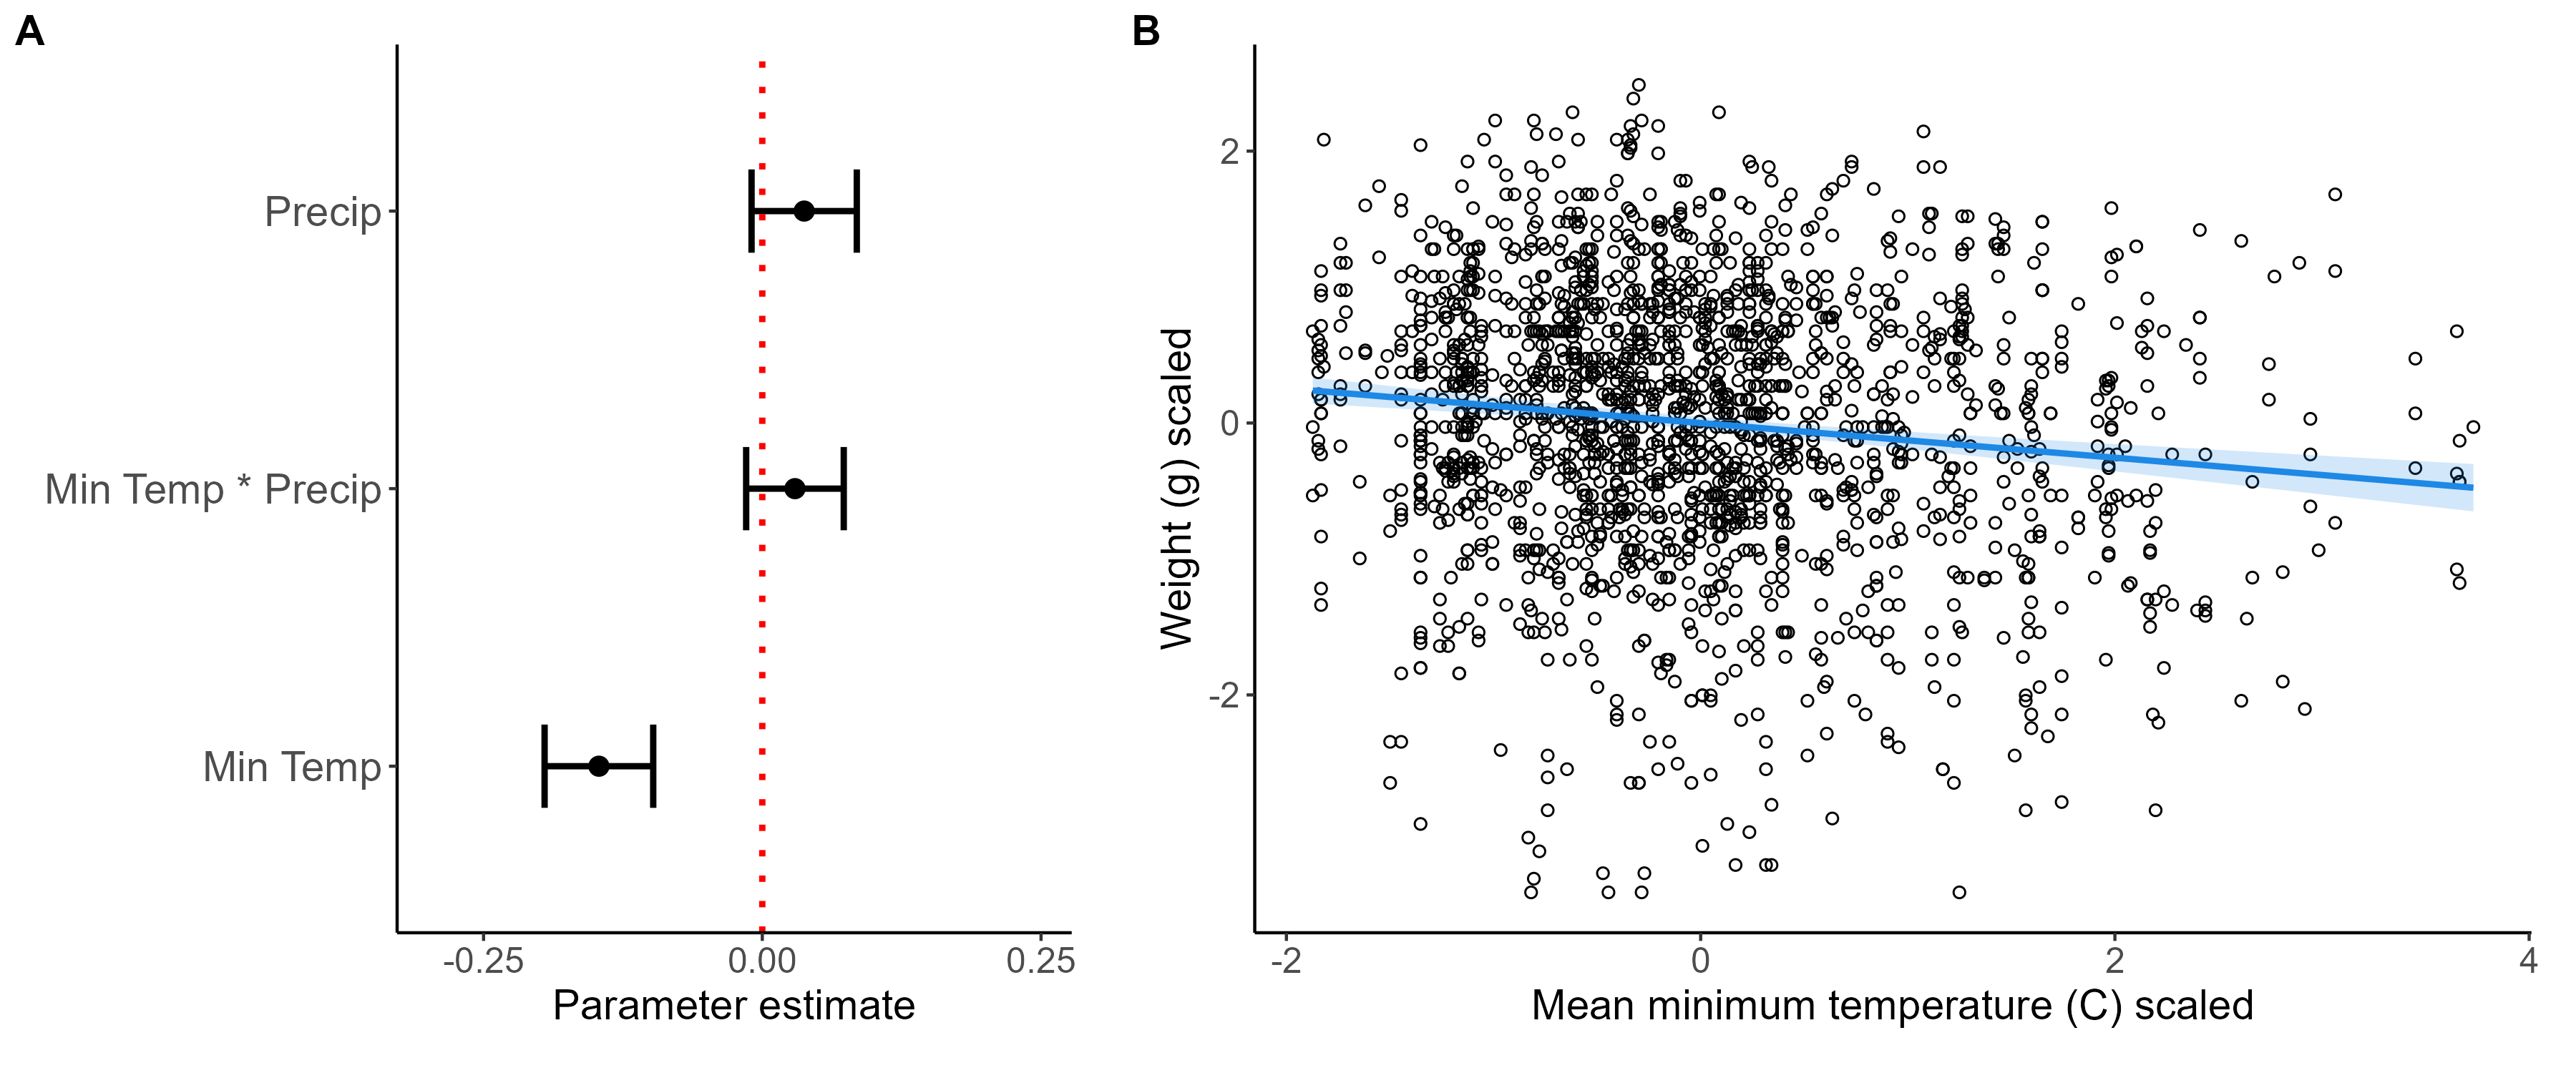 A
Precip
Min Temp * Precip
Min Temp
-0.25
0.00
0.25
Parameter estimate
B
Weight (g) scaled
2
0
-2
-2
0
2
4
Mean minimum temperature (C) scaled